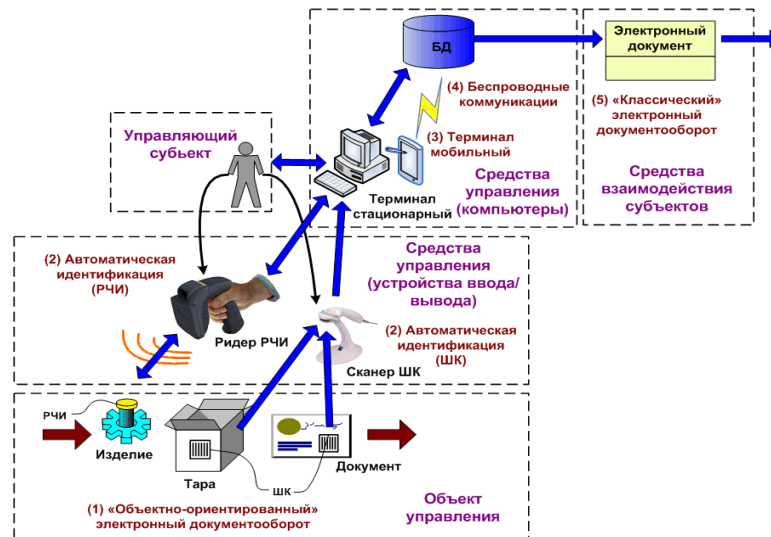 БД
Электронный
документ
(4) Беспроводные
коммуникации
(5) «Классический»
электронный
документооборот
Управляющий
субьект
(3) Терминал
мобильный
Терминал
стационарный
Средства
управления
(компьютеры)
Средства
взаимодействия
субъектов
(2) Автоматическая
идентификация
(РЧИ)
Средства
управления
(устройства ввода/
вывода)
Ридер РЧИ
(2) Автоматическая
идентификация
(ШК)
Сканер ШК
РЧИ
Изделие
Тара
ШК
Документ
(1) «Объектно-ориентированный»
электронный документооборот
Объект
управления